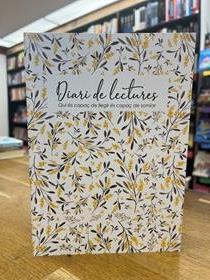 Diari de lectures
Qui és capaç de llegir és capaç de somiar